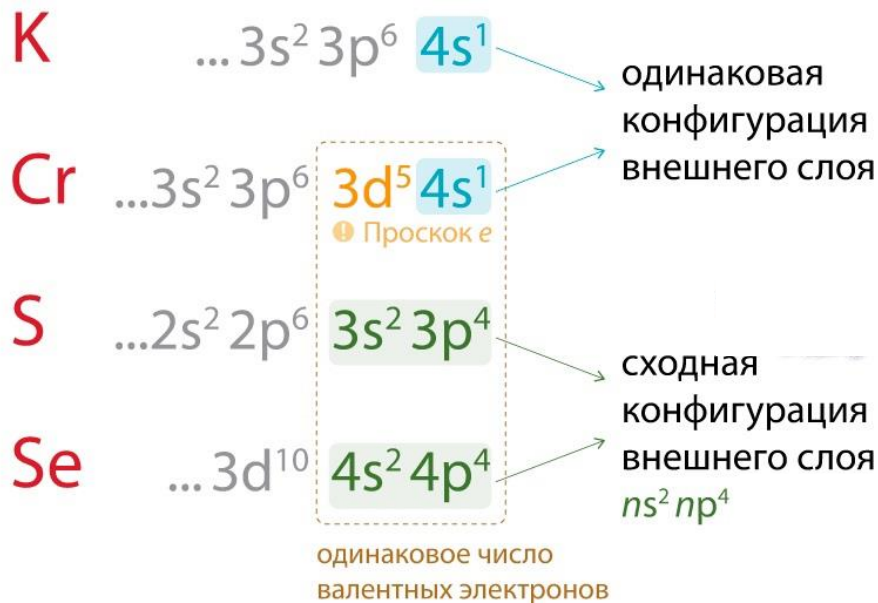 K ... 3s² 3p⁶ 4s¹
одинаковая
конфигурация
внешнего слоя
Cr ...3s² 3p⁶ 3d⁵ 4s¹
! Проскок e
S ...2s² 2p⁶ 3s² 3p⁴
сходная
конфигурация
внешнего слоя
ns² np⁴
Se ... 3d¹⁰ 4s² 4p⁴
одинаковое число
валентных электронов